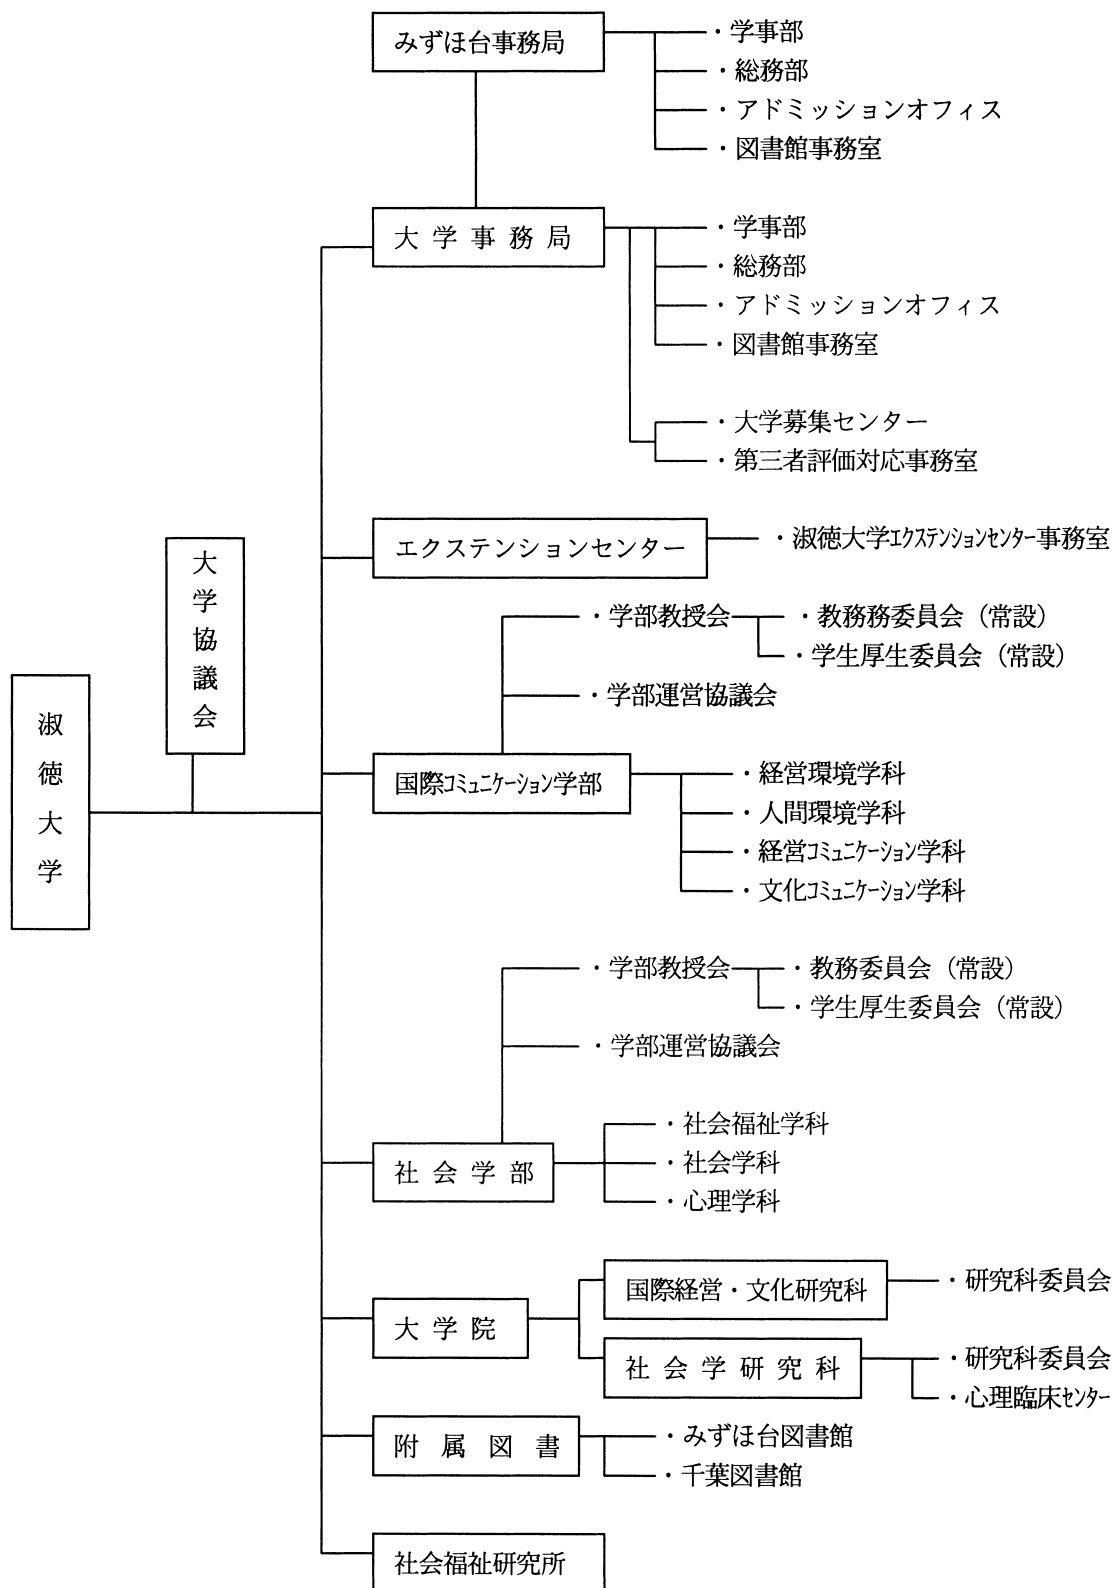 みずほ台事務局
・学事部
・総務部
・アドミッションオフィス
・図書館事務室
大学事務局
・学事部
・総務部
・アドミッションオフィス
・図書館事務室
・大学募集センター
・第三者評価対応事務室
エクステンションセンター
・淑徳大学ｴｸｽﾃﾝｼｮﾝｾﾝﾀｰ事務室
大学協議会
淑徳大学
・学部教授会
・教務務委員会（常設）
・学生厚生委員会（常設）
・学部運営協議会
国際ｺﾐｭﾆｹｰｼｮﾝ学部
・経営環境学科
・人間環境学科
・経営ｺﾐｭﾆｹｰｼｮﾝ学科
・文化ｺﾐｭﾆｹｰｼｮﾝ学科
・学部教授会
・教務委員会（常設）
・学生厚生委員会（常設）
・学部運営協議会
社会学部
・社会福祉学科
・社会学科
・心理学科
大学院
国際経営・文化研究科
・研究科委員会
社会学研究科
・研究科委員会
・心理臨床ｾﾝﾀｰ
附属図書
・みずほ台図書館
・千葉図書館
社会福祉研究所